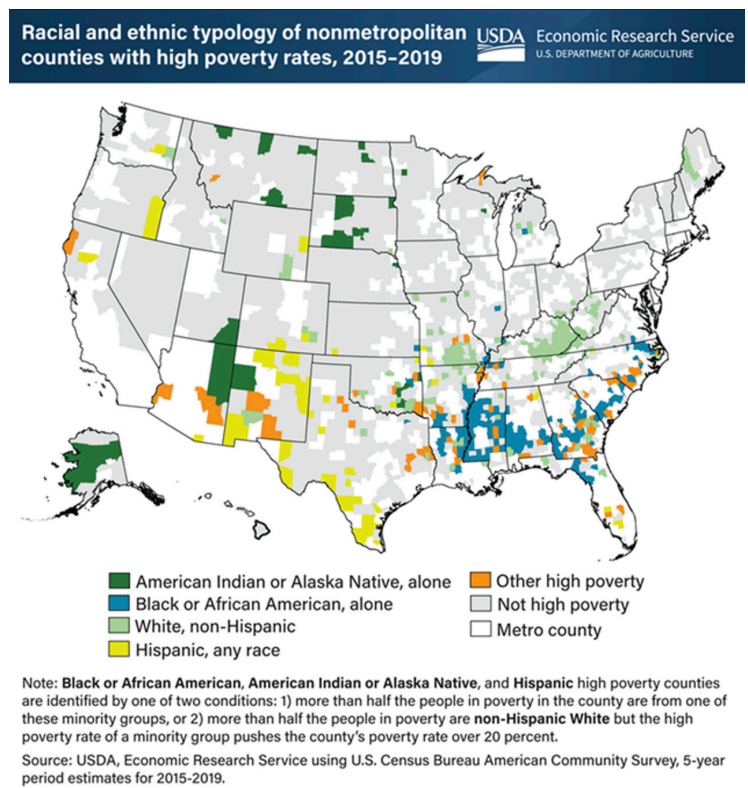 Racial and ethnic typology of nonmetropolitan
counties with high poverty rates, 2015–2019
USDA
Economic Research Service
U.S. DEPARTMENT OF AGRICULTURE
American Indian or Alaska Native, alone
Black or African American, alone
White, non-Hispanic
Hispanic, any race
Other high poverty
Not high poverty
Metro county
Note: Black or African American, American Indian or Alaska Native, and Hispanic high poverty counties
are identified by one of two conditions: 1) more than half the people in poverty in the county are from one of
these minority groups, or 2) more than half the people in poverty are non-Hispanic White but the high
poverty rate of a minority group pushes the county's poverty rate over 20 percent.
Source: USDA, Economic Research Service using U.S. Census Bureau American Community Survey, 5-year
period estimates for 2015-2019.